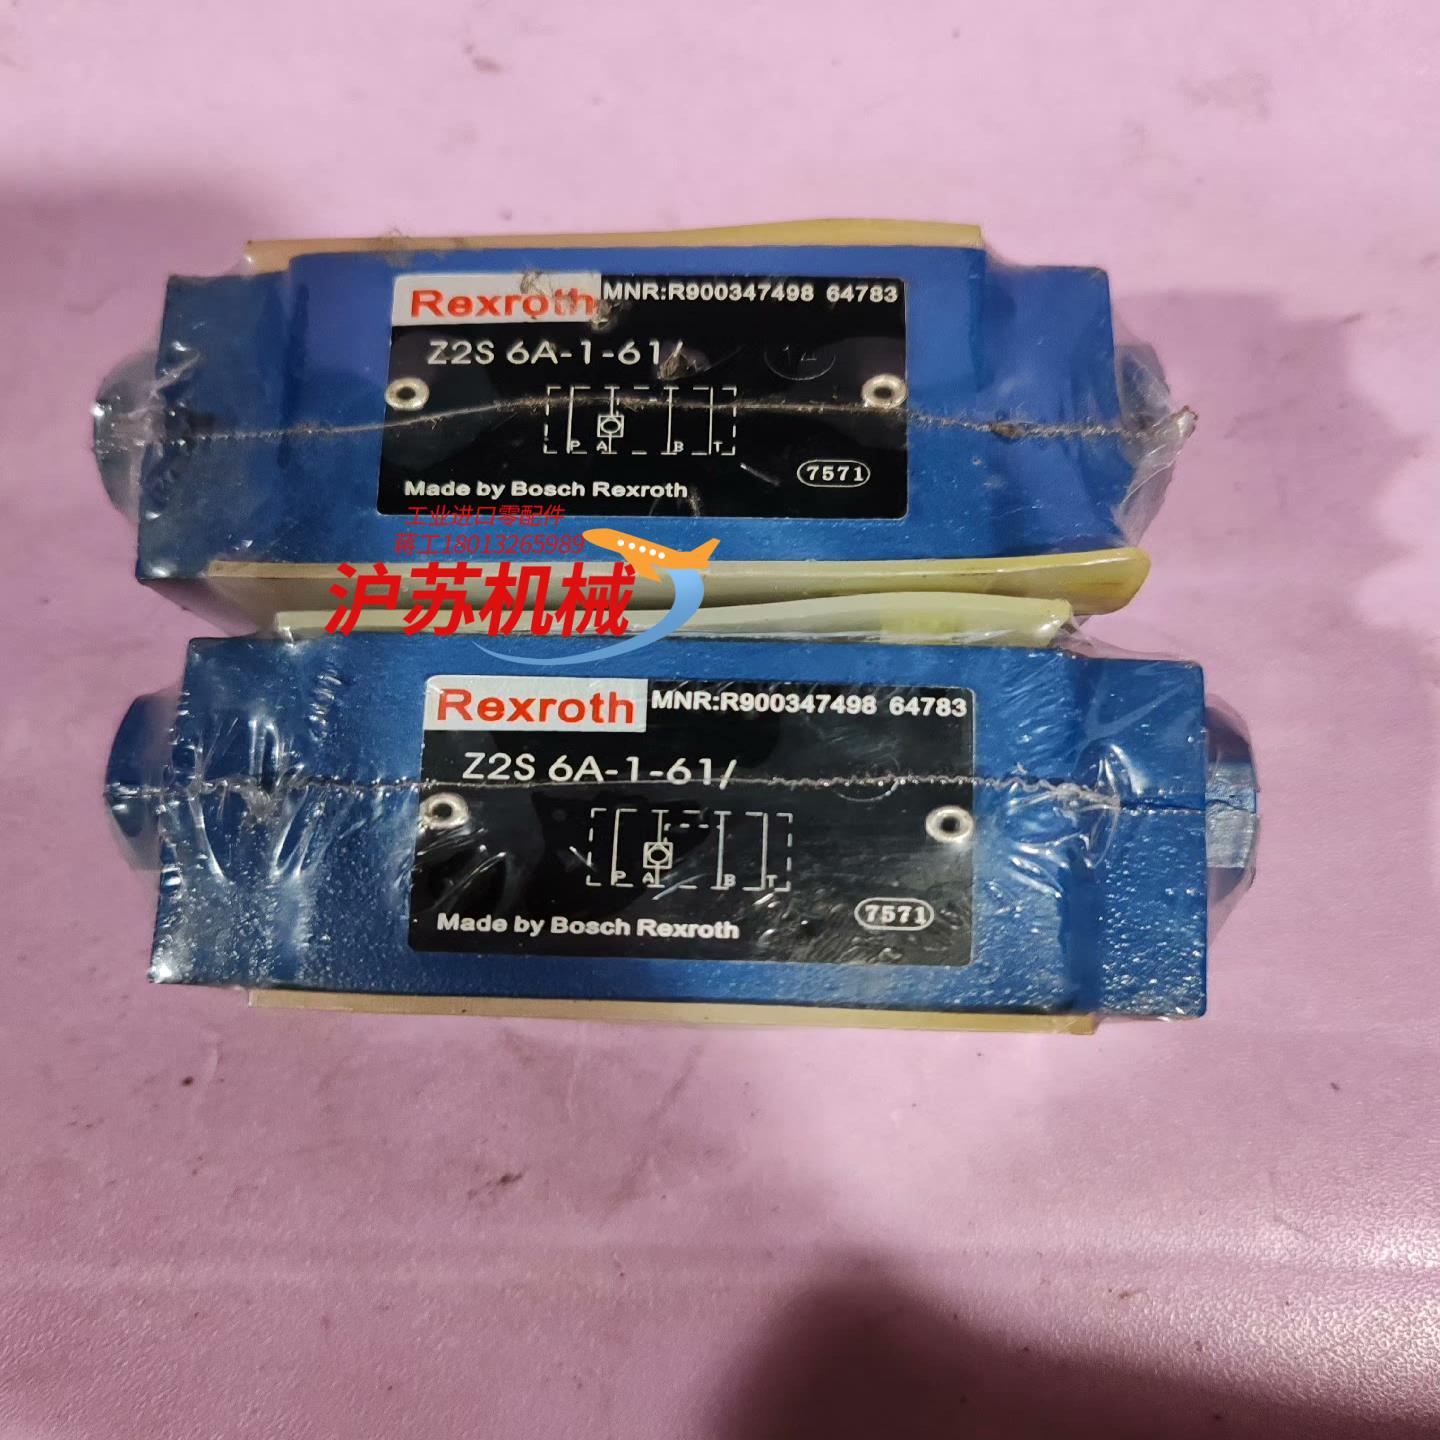 Rexroth MNR:R900347498 64783
Z2S 6A-1-61/
P A B T
7571
Made by Bosch Rexroth
工业进口零配件
蒋工18013265989
沪苏机械
Rexroth MNR:R900347498 64783
Z2S 6A-1-61/
P A B T
7571
Made by Bosch Rexroth